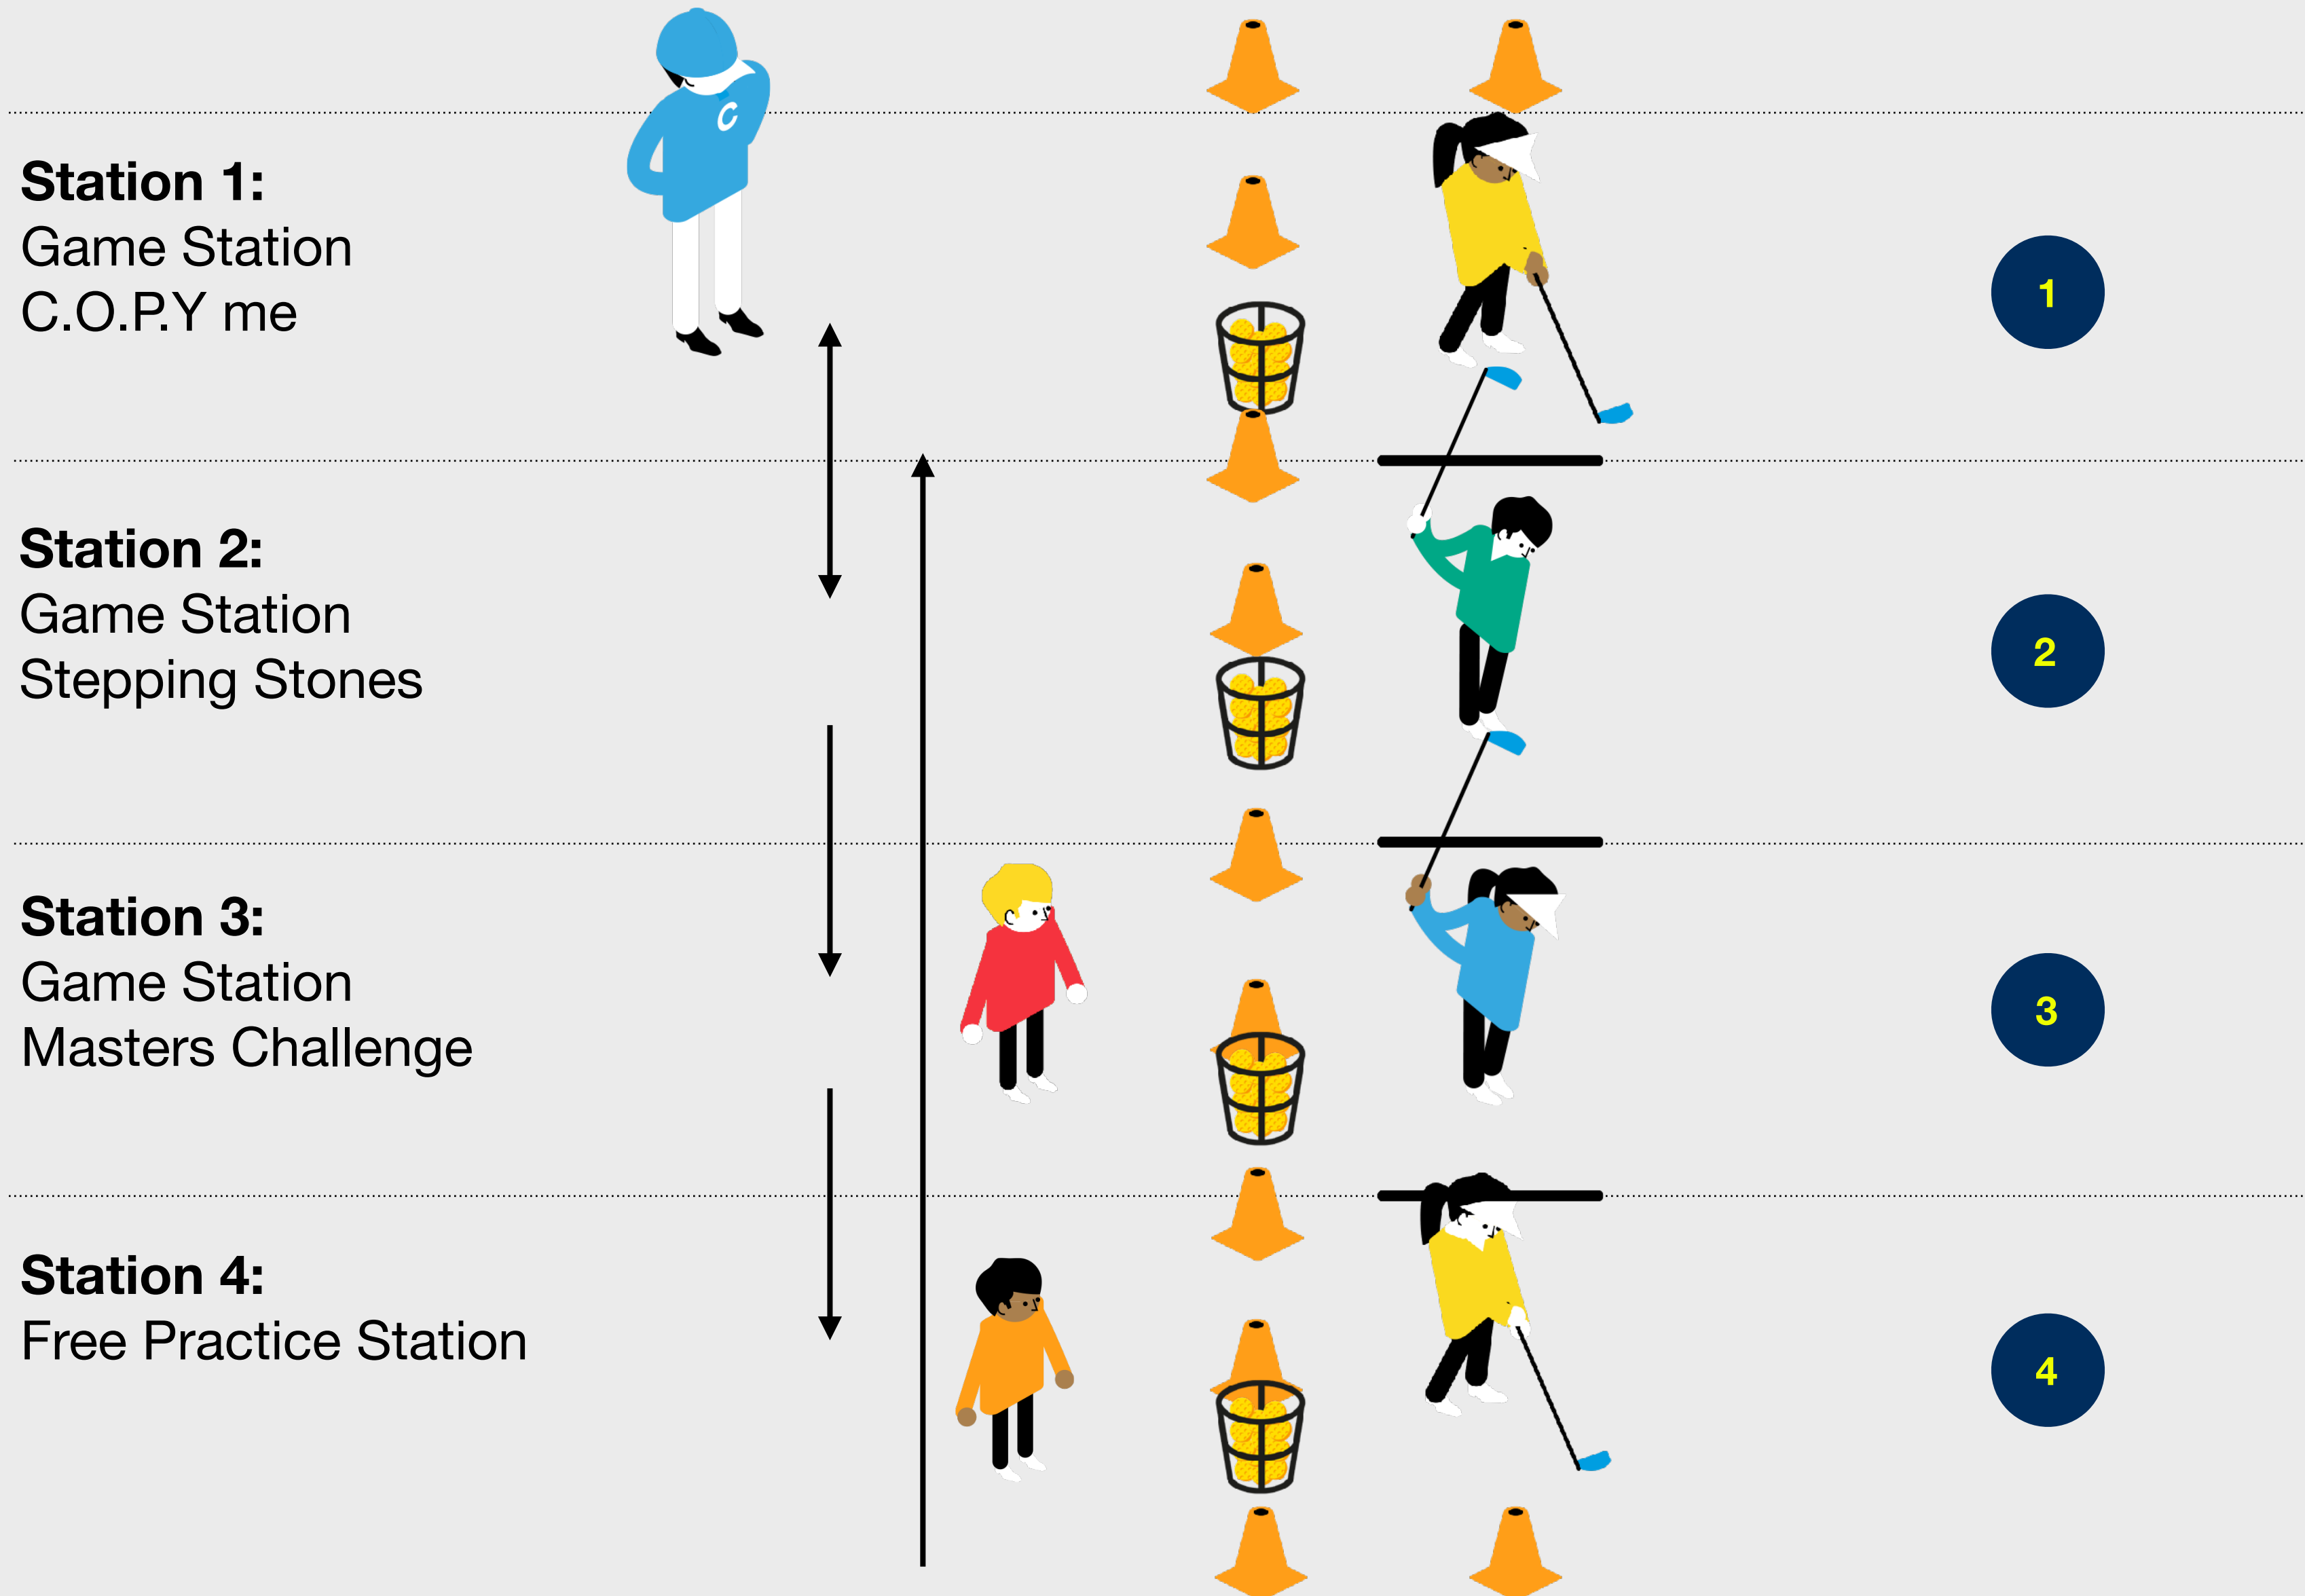 C
Station 1:
Game Station
C.O.P.Y me
1
Station 2:
Game Station
Stepping Stones
2
Station 3:
Game Station
Masters Challenge
3
Station 4:
Free Practice Station
4